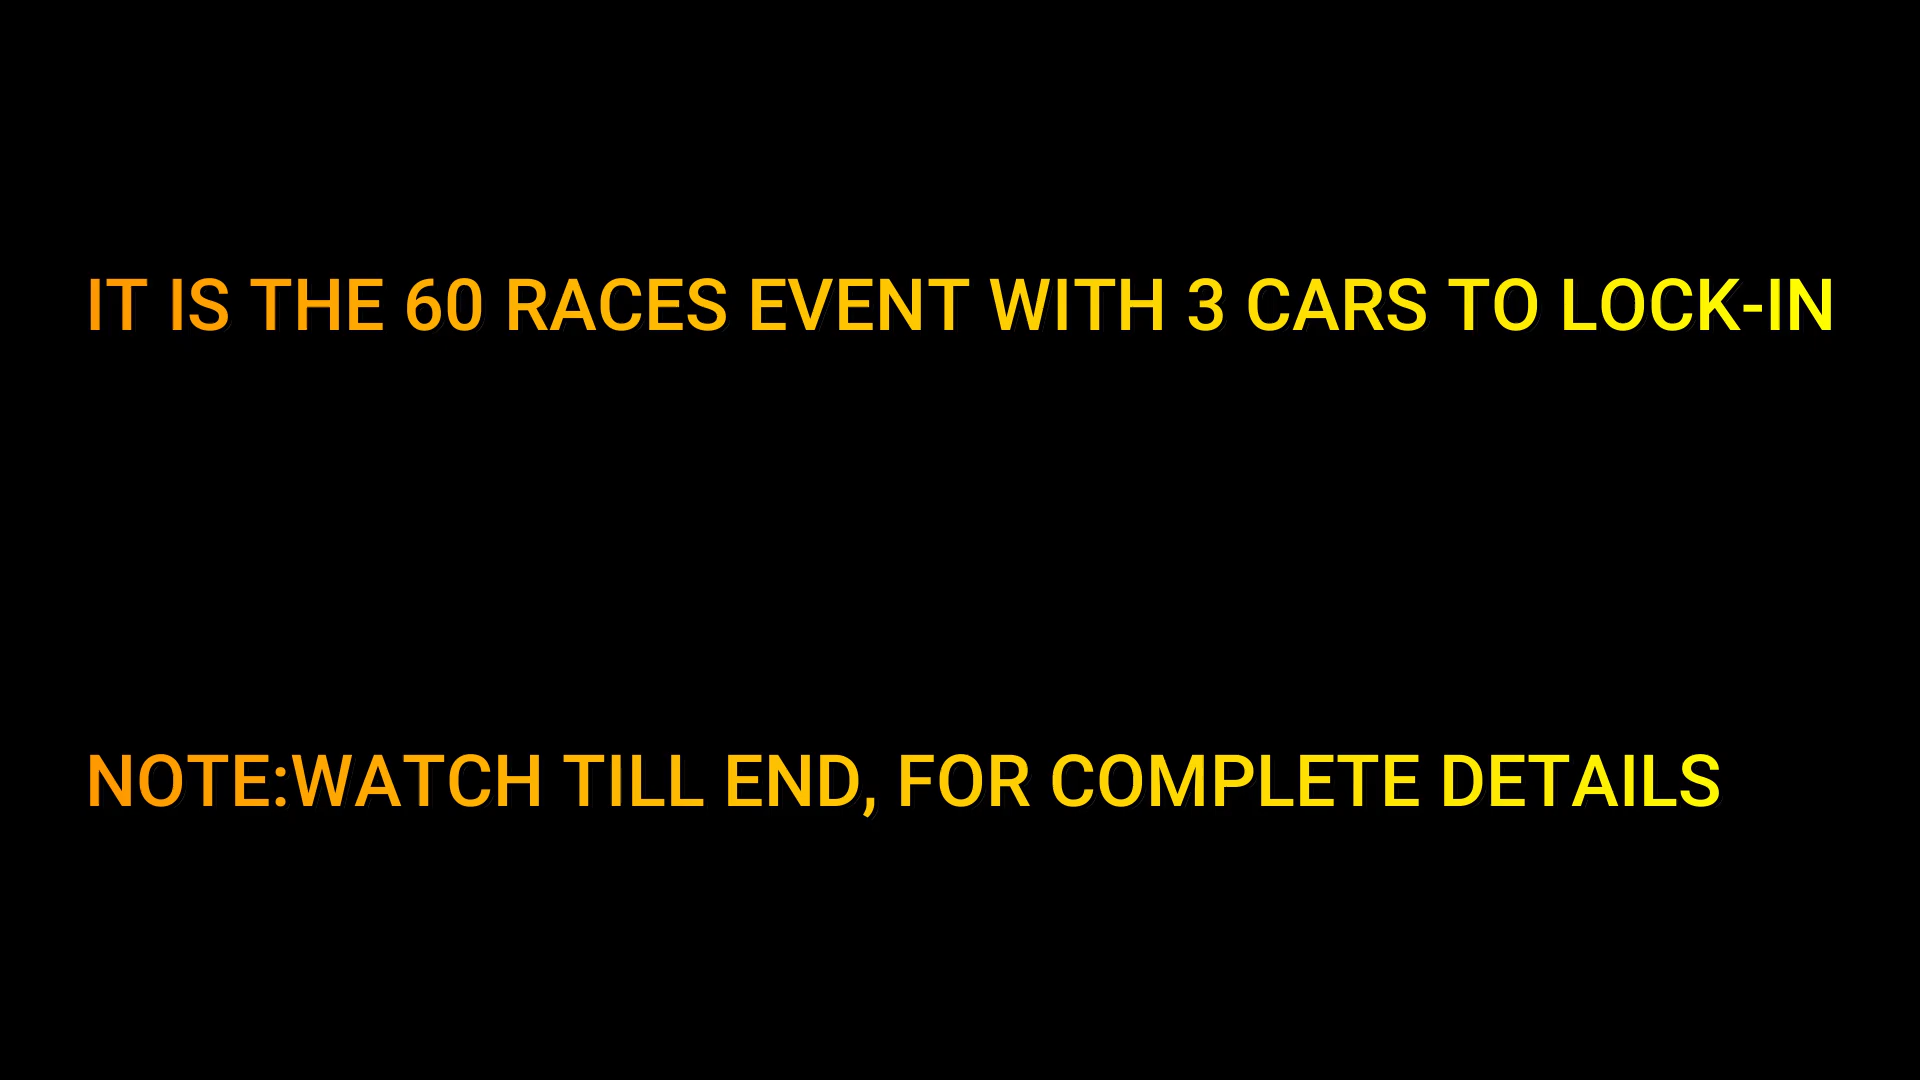 IT IS THE 60 RACES EVENT WITH 3 CARS TO LOCK-IN
NOTE:WATCH TILL END, FOR COMPLETE DETAILS